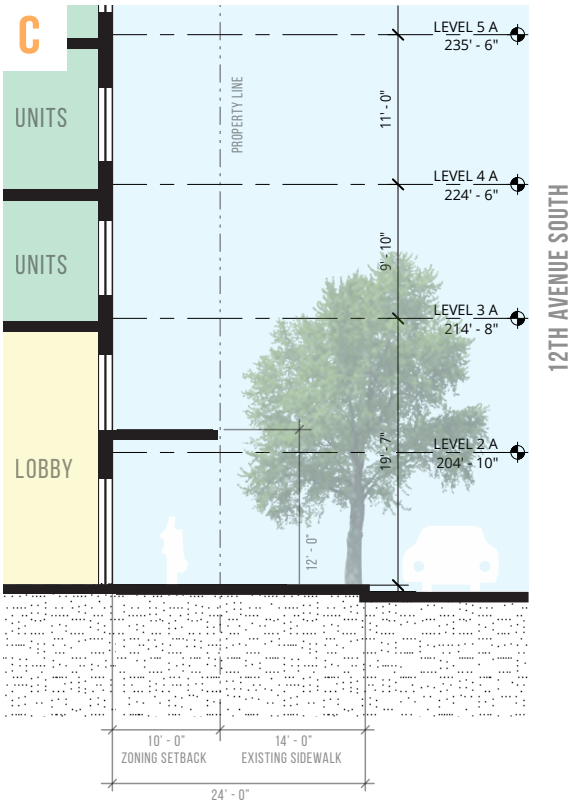 C
LEVEL 5 A
235' - 6"
UNITS
PROPERTY LINE
11' - 0"
LEVEL 4 A
224' - 6"
12TH AVENUE SOUTH
UNITS
9' - 10"
LEVEL 3 A
214' - 8"
LOBBY
19' - 7"
LEVEL 2 A
204' - 10"
12' - 0"
10' - 0"
ZONING SETBACK
14' - 0"
EXISTING SIDEWALK
24' - 0"